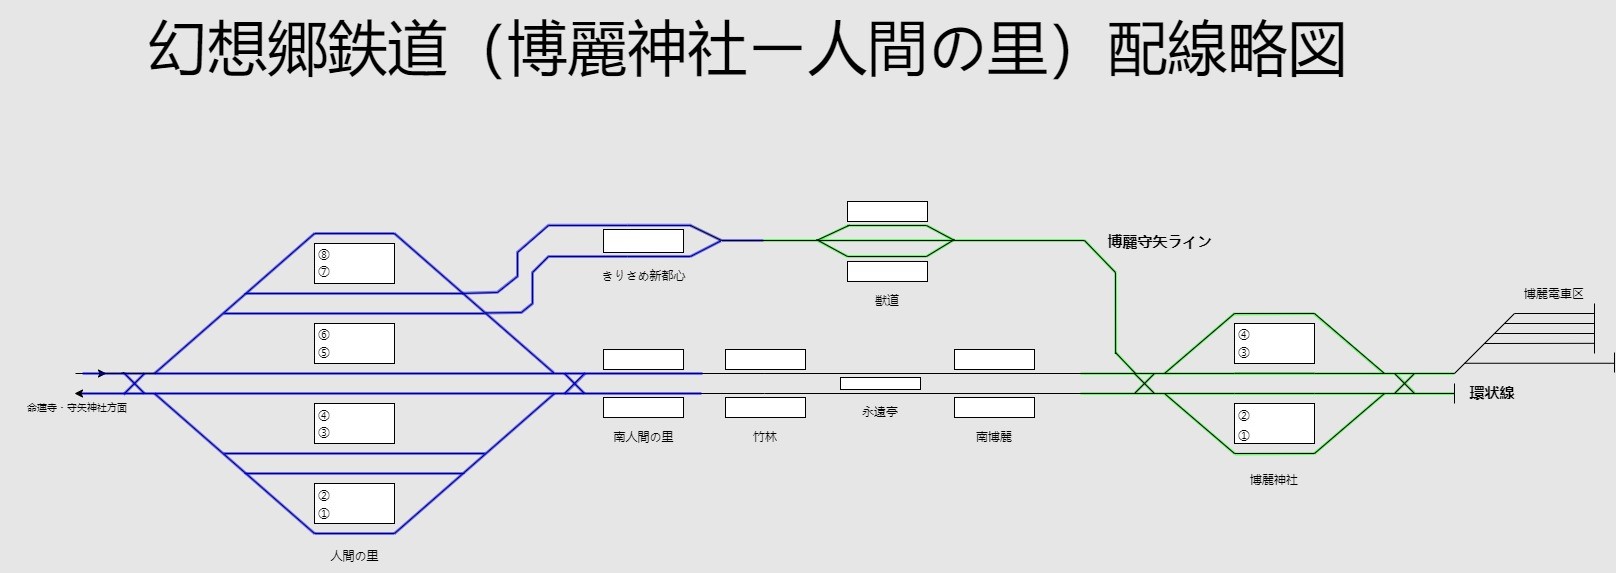 幻想郷鉄道（博麗神社ー人間の里）配線略図
博麗守矢ライン
⑧
⑦
きりさめ新都心
獣道
博麗電車区
⑥
⑤
④
③
命蓮寺・守矢神社方面
環状線
④
③
永遠亭
②
①
南人間の里
竹林
南博麗
博麗神社
②
①
人間の里